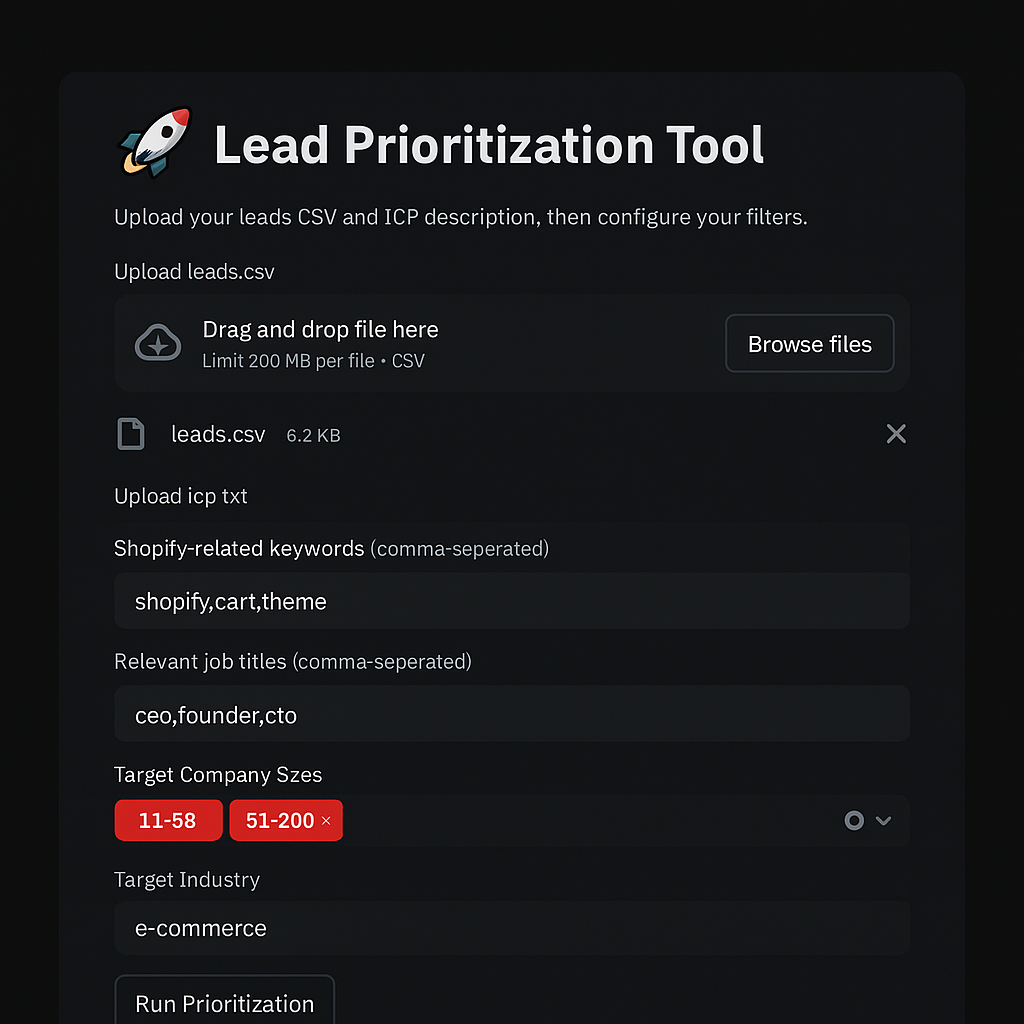 Lead Prioritization Tool
Upload your leads CSV and ICP description, then configure your filters.
Upload leads.csv
Drag and drop file here
Limit 200 MB per file • CSV
Browse files
leads.csv 6.2 KB
Upload icp txt
Shopify-related keywords (comma-seperated)
shopify,cart,theme
Relevant job titles (comma-seperated)
ceo,founder,cto
Target Company Szes
11-58 51-200 ×
Target Industry
e-commerce
Run Prioritization